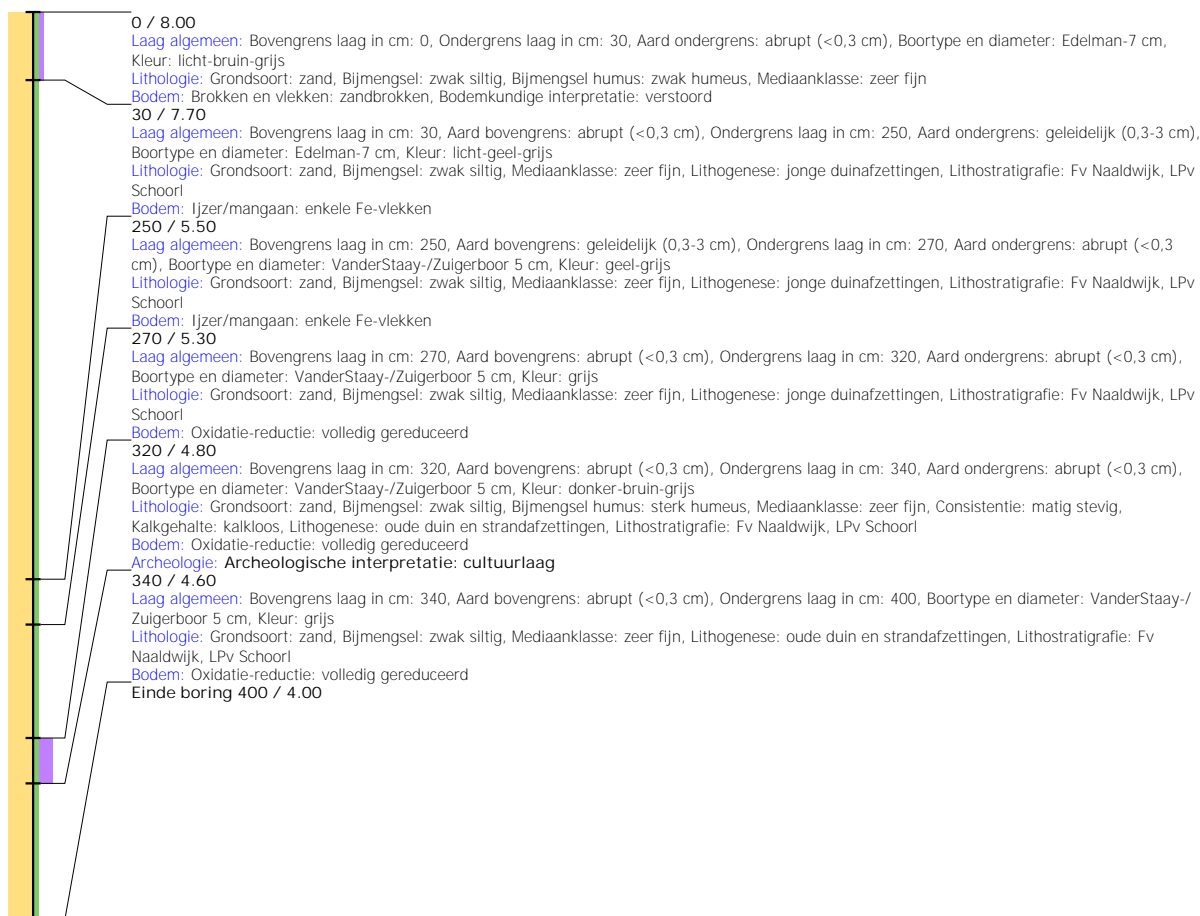 0 / 8.00
Laag algemeen: Bovengrens laag in cm: 0, Ondergrens laag in cm: 30, Aard ondergrens: abrupt (<0,3 cm), Boortype en diameter: Edelman-7 cm,
Kleur: licht-bruin-grijs
Lithologie: Grondsoort: zand, Bijmengsel: zwak siltig, Bijmengsel humus: zwak humeus, Mediaanklasse: zeer fijn
Bodem: Brokken en vlekken: zandbrokken, Bodemkundige interpretatie: verstoord
30 / 7.70
Laag algemeen: Bovengrens laag in cm: 30, Aard bovengrens: abrupt (<0,3 cm), Ondergrens laag in cm: 250, Aard ondergrens: geleidelijk (0,3-3 cm),
Boortype en diameter: Edelman-7 cm, Kleur: licht-geel-grijs
Lithologie: Grondsoort: zand, Bijmengsel: zwak siltig, Mediaanklasse: zeer fijn, Lithogenese: jonge duinafzettingen, Lithostratigrafie: Fv Naaldwijk, LPv
Schoorl
Bodem: Ijzer/mangaan: enkele Fe-vlekken
250 / 5.50
Laag algemeen: Bovengrens laag in cm: 250, Aard bovengrens: geleidelijk (0,3-3 cm), Ondergrens laag in cm: 270, Aard ondergrens: abrupt (<0,3
cm), Boortype en diameter: VanderStaay-/Zuigerboor 5 cm, Kleur: geel-grijs
Lithologie: Grondsoort: zand, Bijmengsel: zwak siltig, Mediaanklasse: zeer fijn, Lithogenese: jonge duinafzettingen, Lithostratigrafie: Fv Naaldwijk, LPv
Schoorl
Bodem: Ijzer/mangaan: enkele Fe-vlekken
270 / 5.30
Laag algemeen: Bovengrens laag in cm: 270, Aard bovengrens: abrupt (<0,3 cm), Ondergrens laag in cm: 320, Aard ondergrens: abrupt (<0,3 cm),
Boortype en diameter: VanderStaay-/Zuigerboor 5 cm, Kleur: grijs
Lithologie: Grondsoort: zand, Bijmengsel: zwak siltig, Mediaanklasse: zeer fijn, Lithogenese: jonge duinafzettingen, Lithostratigrafie: Fv Naaldwijk, LPv
Schoorl
Bodem: Oxidatie-reductie: volledig gereduceerd
320 / 4.80
Laag algemeen: Bovengrens laag in cm: 320, Aard bovengrens: abrupt (<0,3 cm), Ondergrens laag in cm: 340, Aard ondergrens: abrupt (<0,3 cm),
Boortype en diameter: VanderStaay-/Zuigerboor 5 cm, Kleur: donker-bruin-grijs
Lithologie: Grondsoort: zand, Bijmengsel: zwak siltig, Bijmengsel humus: sterk humeus, Mediaanklasse: zeer fijn, Consistentie: matig stevig,
Kalkgehalte: kalkloos, Lithogenese: oude duin en strandafzettingen, Lithostratigrafie: Fv Naaldwijk, LPv Schoorl
Bodem: Oxidatie-reductie: volledig gereduceerd
Archeologie: Archeologische interpretatie: cultuurlaag
340 / 4.60
Laag algemeen: Bovengrens laag in cm: 340, Aard bovengrens: abrupt (<0,3 cm), Ondergrens laag in cm: 400, Boortype en diameter: VanderStaay-/
Zuigerboor 5 cm, Kleur: grijs
Lithologie: Grondsoort: zand, Bijmengsel: zwak siltig, Mediaanklasse: zeer fijn, Lithogenese: oude duin en strandafzettingen, Lithostratigrafie: Fv
Naaldwijk, LPv Schoorl
Bodem: Oxidatie-reductie: volledig gereduceerd
Einde boring 400 / 4.00